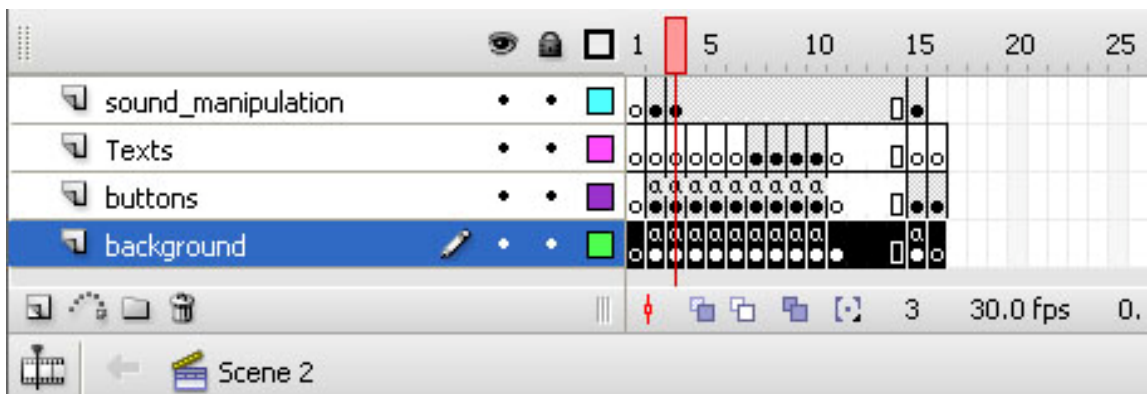 1 5 10 15 20 25
sound_manipulation
Texts
buttons
a a a a a a a a a
background
a a a a a a a a a a
3 30.0 fps 0.
Scene 2